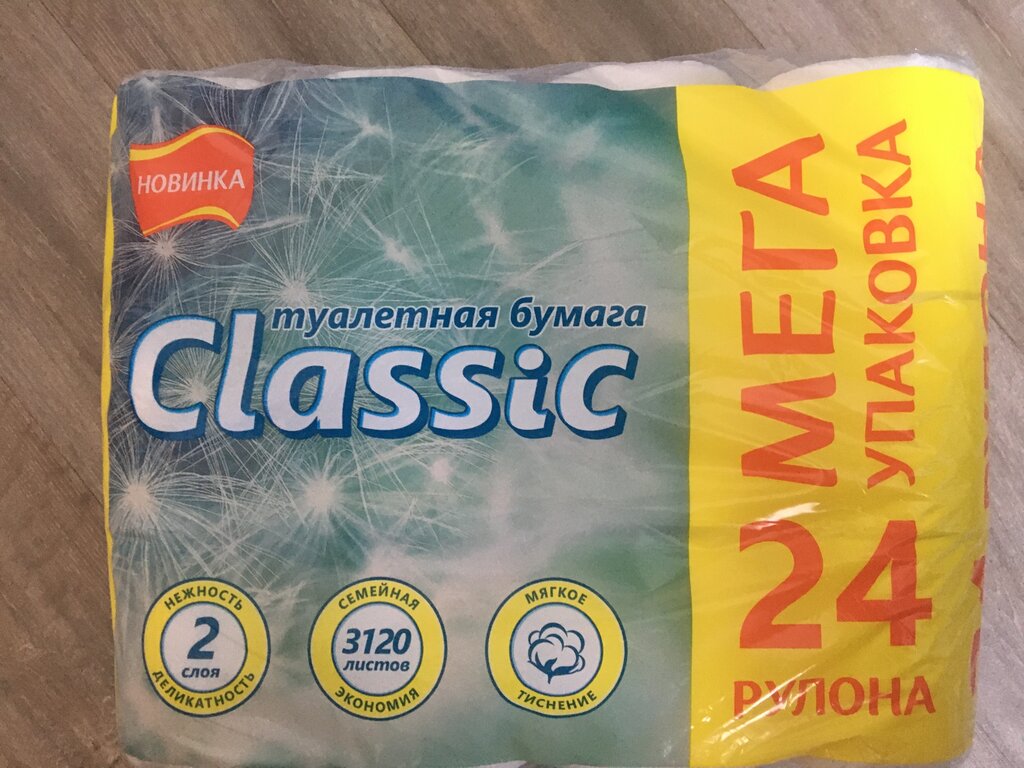 НОВИНКА
туалетная бумага
Classic
НЕЖНОСТЬ
2
слоя
ДЕЛИКАТНОСТЬ
СЕМЕЙНАЯ
3120
листов
ЭКОНОМИЯ
МЯГКОЕ
ТИСНЕНИЕ
МЕГА
УПАКОВКА
24
РУЛОНА